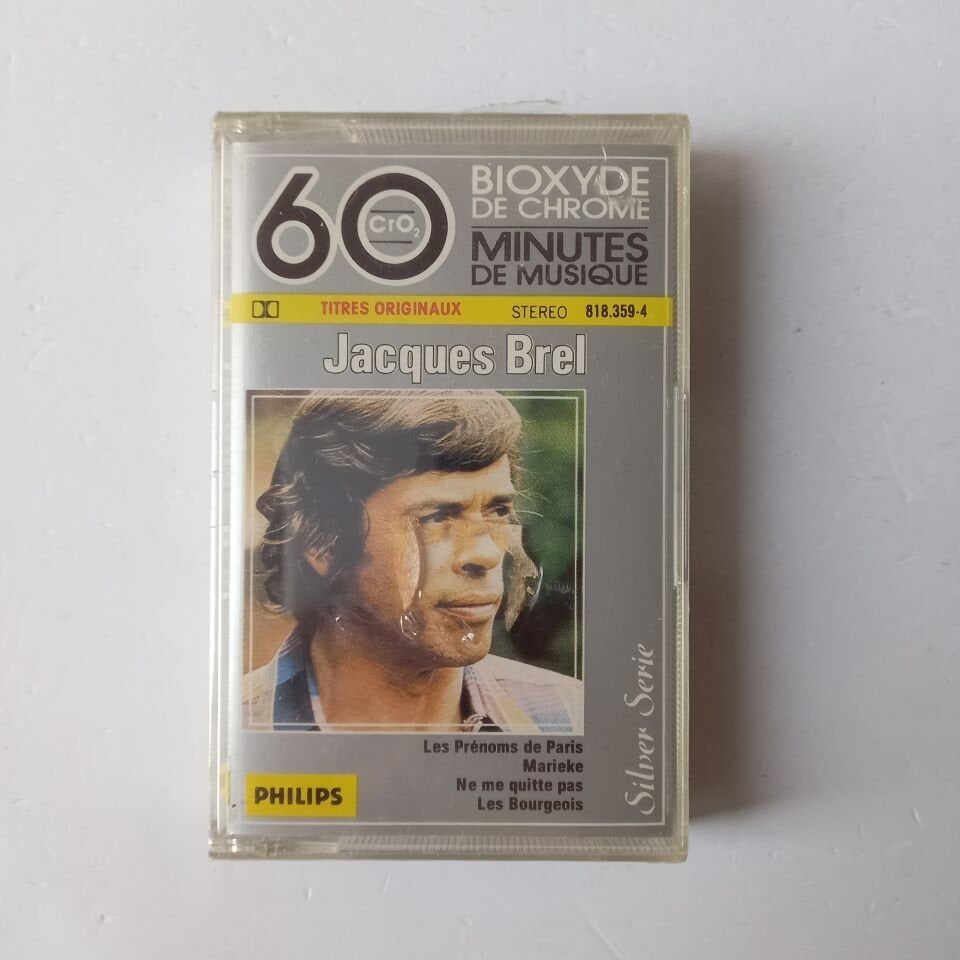 60
CrO₂
BIOXYDE
DE CHROME
MINUTES
DE MUSIQUE
TITRES ORIGINAUX STEREO 818.359-4
Jacques Brel
Les Prénoms de Paris
Marieke
Ne me quitte pas
Les Bourgeois
PHILIPS
Silver Serie